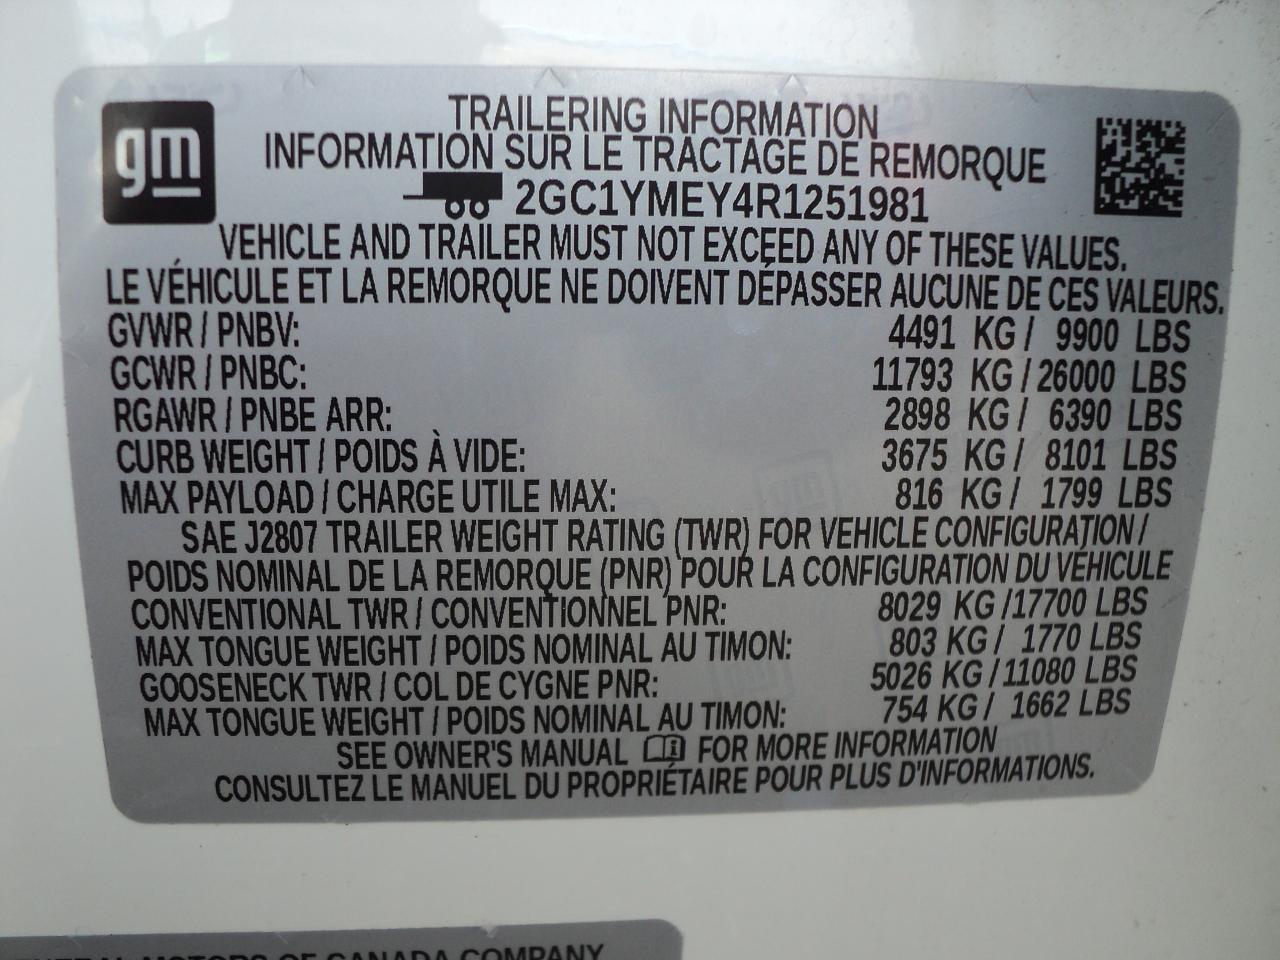 gm
TRAILERING INFORMATION
INFORMATION SUR LE TRACTAGE DE REMORQUE
2GC1YMEY4R1251981
VEHICLE AND TRAILER MUST NOT EXCEED ANY OF THESE VALUES.
LE VÉHICULE ET LA REMORQUE NE DOIVENT DÉPASSER AUCUNE DE CES VALEURS.
GVWR / PNBV: 4491 KG / 9900 LBS
GCWR / PNBC: 11793 KG / 26000 LBS
RGAWR / PNBE ARR: 2898 KG / 6390 LBS
CURB WEIGHT / POIDS À VIDE: 3675 KG / 8101 LBS
MAX PAYLOAD / CHARGE UTILE MAX: 816 KG / 1799 LBS
SAE J2807 TRAILER WEIGHT RATING (TWR) FOR VEHICLE CONFIGURATION /
POIDS NOMINAL DE LA REMORQUE (PNR) POUR LA CONFIGURATION DU VÉHICULE
CONVENTIONAL TWR / CONVENTIONNEL PNR: 8029 KG /17700 LBS
MAX TONGUE WEIGHT / POIDS NOMINAL AU TIMON: 803 KG / 1770 LBS
GOOSENECK TWR / COL DE CYGNE PNR: 5026 KG /11080 LBS
MAX TONGUE WEIGHT / POIDS NOMINAL AU TIMON: 754 KG / 1662 LBS
SEE OWNER'S MANUAL FOR MORE INFORMATION
CONSULTEZ LE MANUEL DU PROPRIÉTAIRE POUR PLUS D'INFORMATIONS.
MOTORS OF CANADA COMPANY